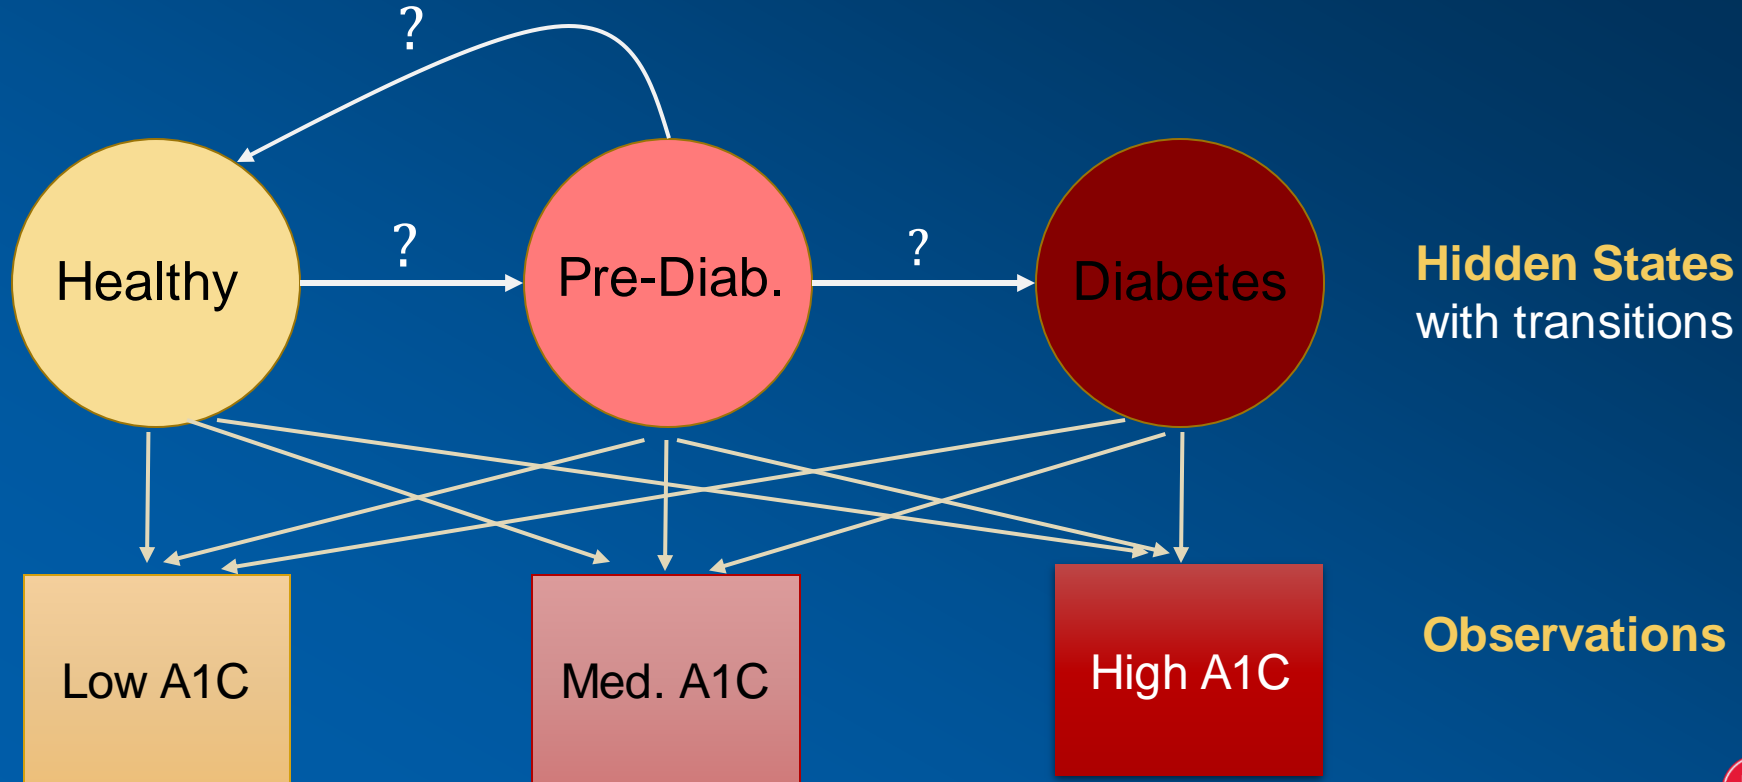 ?
?
?
Healthy
Pre-Diab.
Diabetes
Hidden States
with transitions
Low A1C
Med. A1C
High A1C
Observations